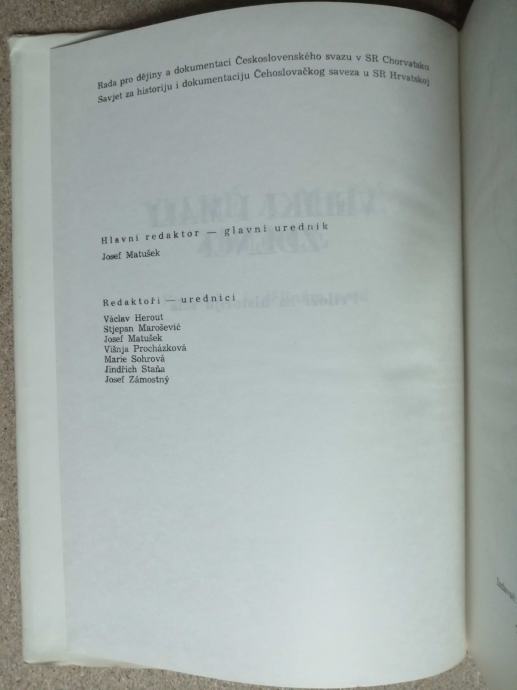 Rada pro dějiny a dokumentaci Československého svazu v SR Chorvatsku
Savjet za historiju i dokumentaciju Čehoslovačkog saveza u SR Hrvatskoj
Hlavní redaktor — glavni urednik
Josef Matušek
Redaktoři — urednici
Václav Herout
Stjepan Marošević
Josef Matušek
Višnja Procházková
Marie Sohrová
Jindřich Staňa
Josef Zámostný